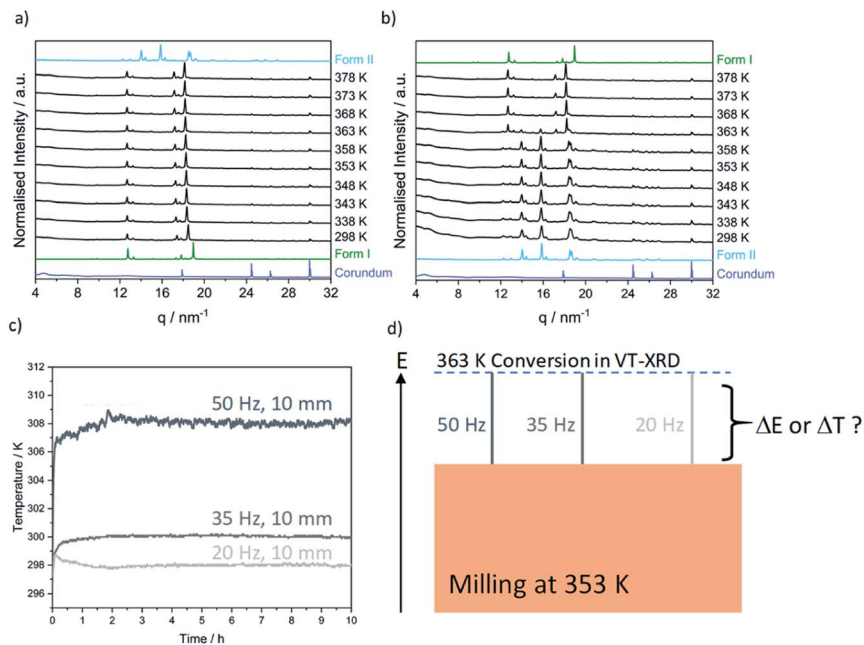 a)
Normalised Intensity / a.u.
Form II
378 K
373 K
368 K
363 K
358 K
353 K
348 K
343 K
338 K
298 K
Form I
Corundum
4 8 12 16 20 24 28 32
q / nm⁻¹
b)
Normalised Intensity / a.u.
Form I
378 K
373 K
368 K
363 K
358 K
353 K
348 K
343 K
338 K
298 K
Form II
Corundum
4 8 12 16 20 24 28 32
q / nm⁻¹
c)
Temperature / K
312
310
308
306
304
302
300
298
296
50 Hz, 10 mm
35 Hz, 10 mm
20 Hz, 10 mm
0 1 2 3 4 5 6 7 8 9 10
Time / h
d)
E
363 K Conversion in VT-XRD
50 Hz 35 Hz 20 Hz
ΔE or ΔT ?
Milling at 353 K